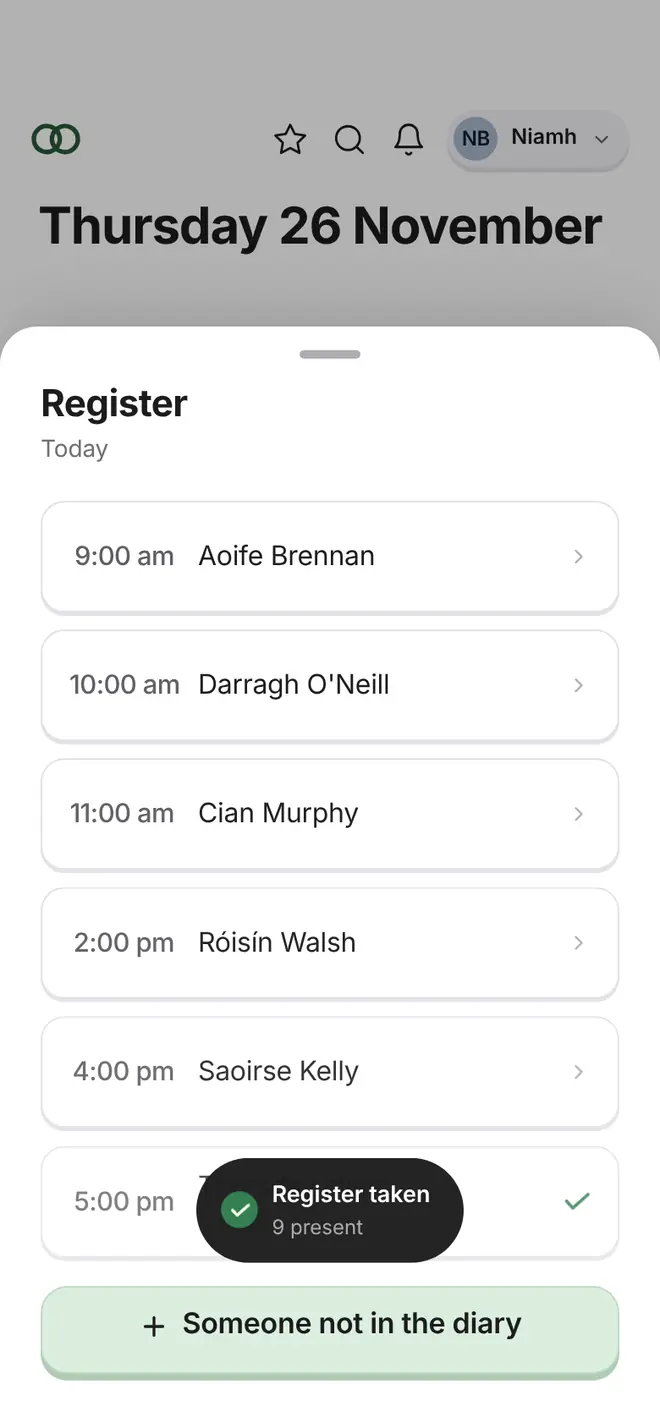 NB Niamh
Thursday 26 November
Register
Today
9:00 am Aoife Brennan
10:00 am Darragh O'Neill
11:00 am Cian Murphy
2:00 pm Róisín Walsh
4:00 pm Saoirse Kelly
5:00 pm
Register taken
9 present
+ Someone not in the diary